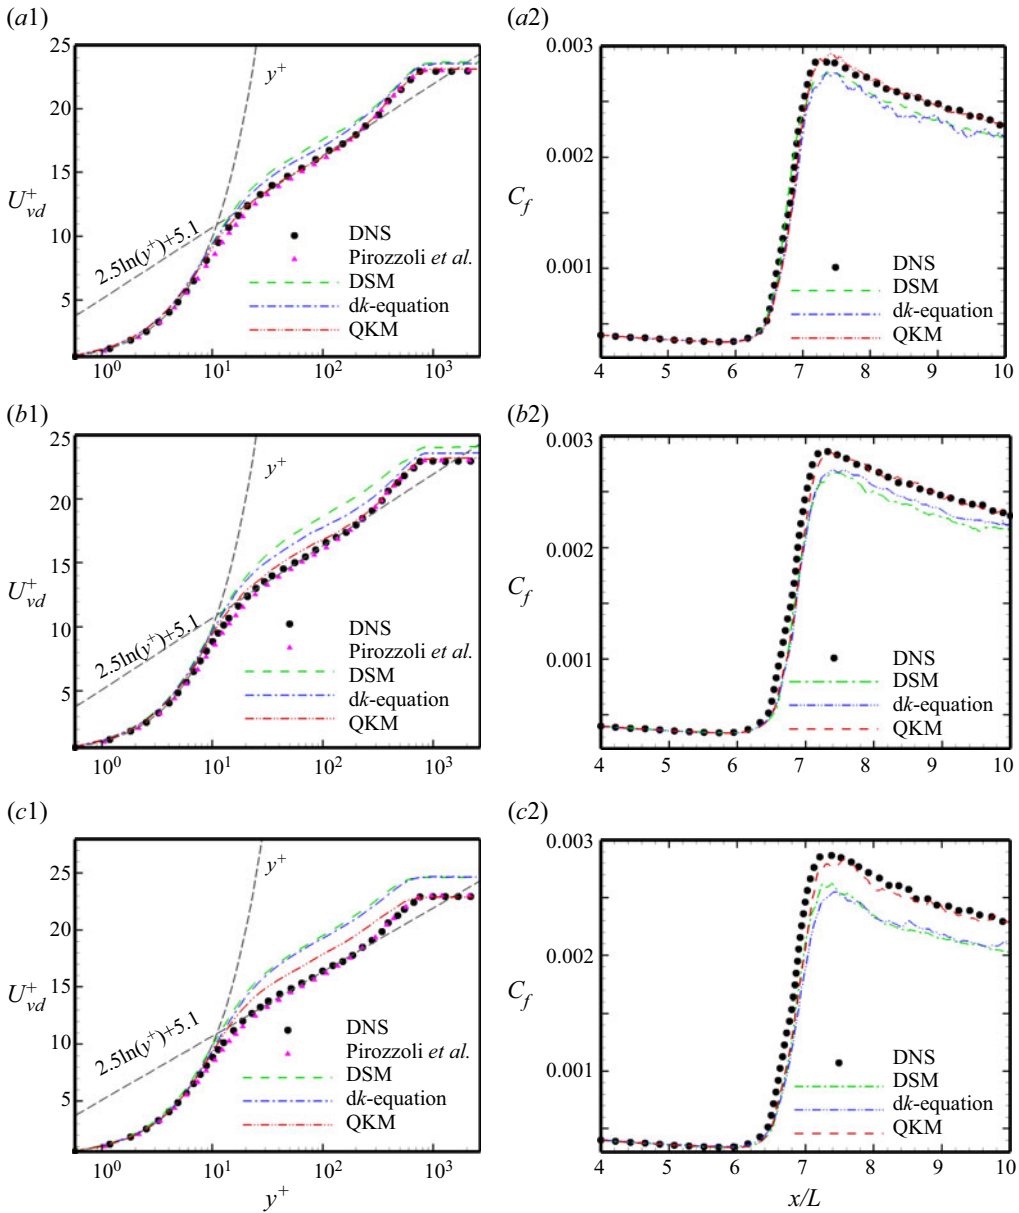 (a1)
25
20
15
10
5
U_{vd}^+
y^+
2.5ln(y^+)+5.1
DNS
Pirozzoli et al.
DSM
dk-equation
QKM
10^0
10^1
10^2
10^3
(a2)
0.003
0.002
0.001
C_f
DNS
DSM
dk-equation
QKM
4 5 6 7 8 9 10
(b1)
25
20
15
10
5
U_{vd}^+
y^+
2.5ln(y^+)+5.1
DNS
Pirozzoli et al.
DSM
dk-equation
QKM
10^0
10^1
10^2
10^3
(b2)
0.003
0.002
0.001
C_f
DNS
DSM
dk-equation
QKM
4 5 6 7 8 9 10
(c1)
25
20
15
10
5
U_{vd}^+
y^+
2.5ln(y^+)+5.1
DNS
Pirozzoli et al.
DSM
dk-equation
QKM
10^0
10^1
10^2
10^3
y^+
(c2)
0.003
0.002
0.001
C_f
DNS
DSM
dk-equation
QKM
4 5 6 7 8 9 10
x/L